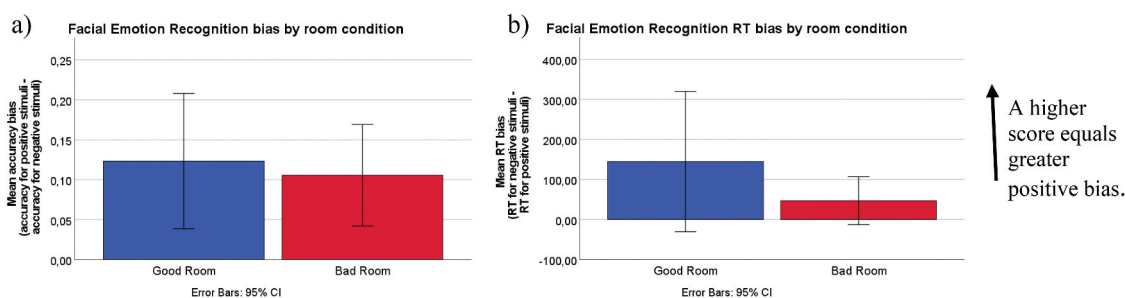 a)
Facial Emotion Recognition bias by room condition
Mean accuracy bias
(accuracy for positive stimuli -
accuracy for negative stimuli)
0,25
0,20
0,15
0,10
0,05
0,00
Good Room
Bad Room
Error Bars: 95% CI
b)
Facial Emotion Recognition RT bias by room condition
Mean RT bias
(RT for negative stimuli -
RT for positive stimuli)
400,00
300,00
200,00
100,00
0,00
-100,00
Good Room
Bad Room
Error Bars: 95% CI
A higher
score equals
greater
positive bias.